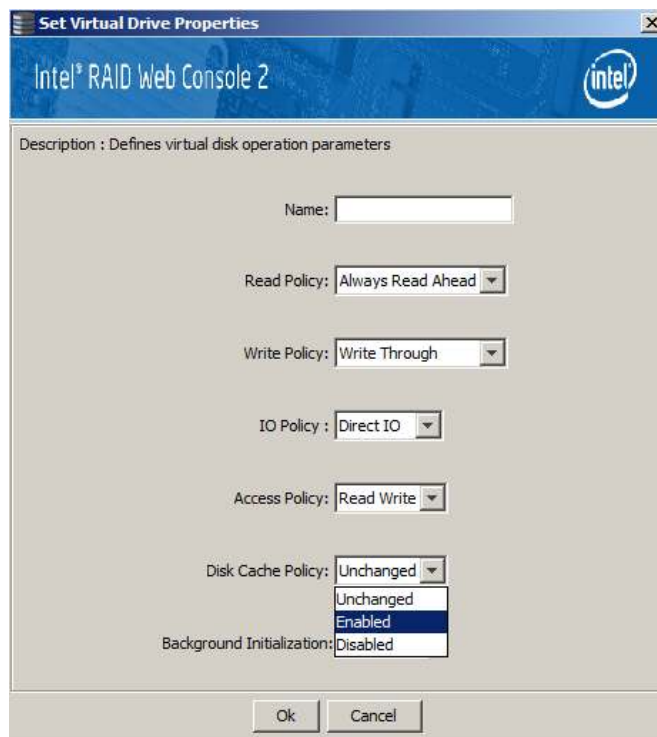 Set Virtual Drive Properties
Intel® RAID Web Console 2
intel
Description : Defines virtual disk operation parameters
Name:
Read Policy: Always Read Ahead
Write Policy: Write Through
IO Policy : Direct IO
Access Policy: Read Write
Disk Cache Policy: Unchanged
Unchanged
Enabled
Background Initialization: Disabled
Ok Cancel